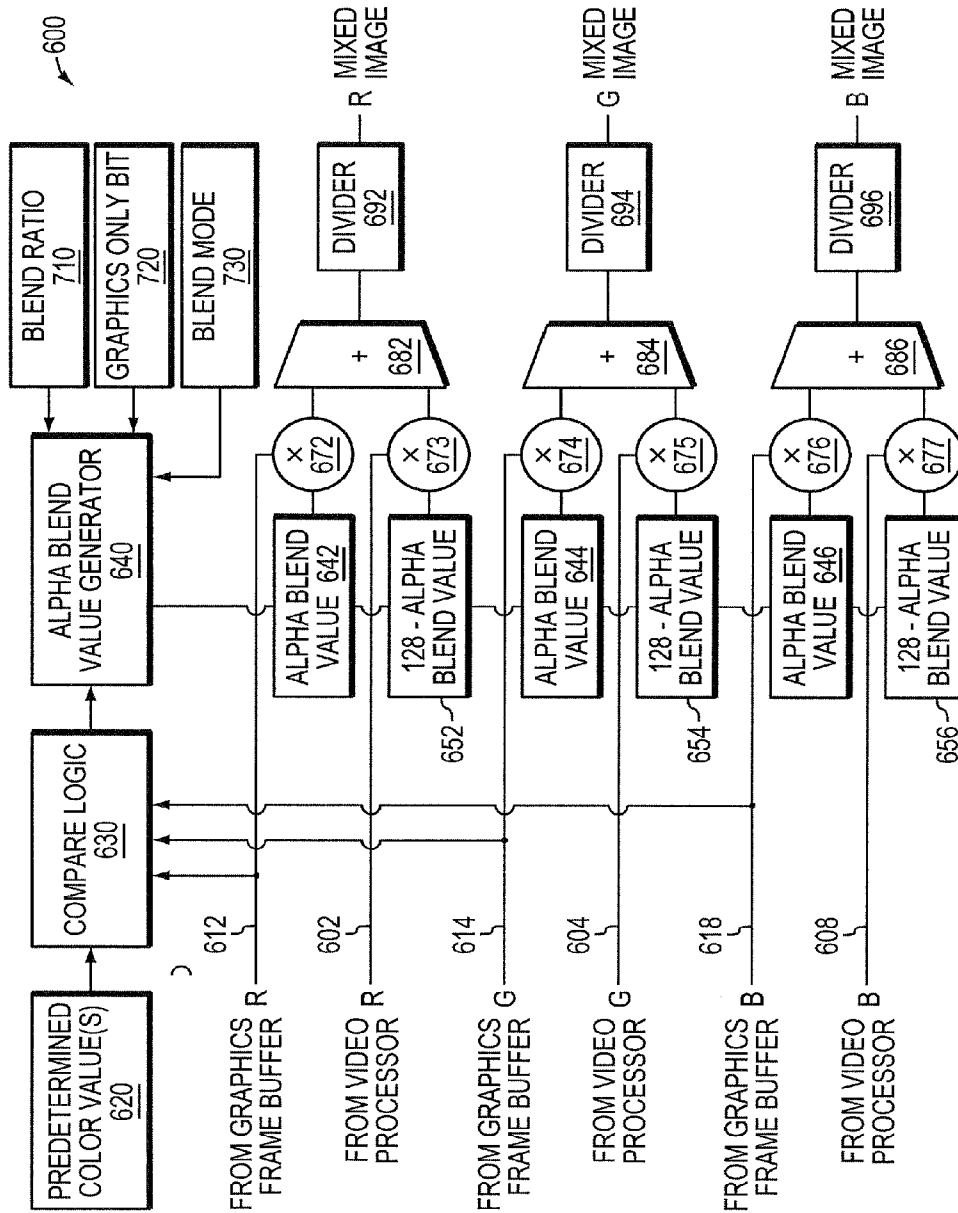 600
PREDETERMINED
COLOR VALUE(S)
620
COMPARE LOGIC
630
ALPHA BLEND
VALUE GENERATOR
640
BLEND RATIO
710
GRAPHICS ONLY BIT
720
BLEND MODE
730
FROM GRAPHICS
FRAME BUFFER
R
612
ALPHA BLEND
VALUE 642
X
672
FROM VIDEO
PROCESSOR
R
602
652
128 - ALPHA
BLEND VALUE
X
673
+
682
DIVIDER
692
R
MIXED
IMAGE
FROM GRAPHICS
FRAME BUFFER
G
614
ALPHA BLEND
VALUE 644
X
674
FROM VIDEO
PROCESSOR
G
604
654
128 - ALPHA
BLEND VALUE
X
675
+
684
DIVIDER
694
G
MIXED
IMAGE
FROM GRAPHICS
FRAME BUFFER
B
618
ALPHA BLEND
VALUE 646
X
676
FROM VIDEO
PROCESSOR
B
608
656
128 - ALPHA
BLEND VALUE
X
677
+
686
DIVIDER
696
B
MIXED
IMAGE